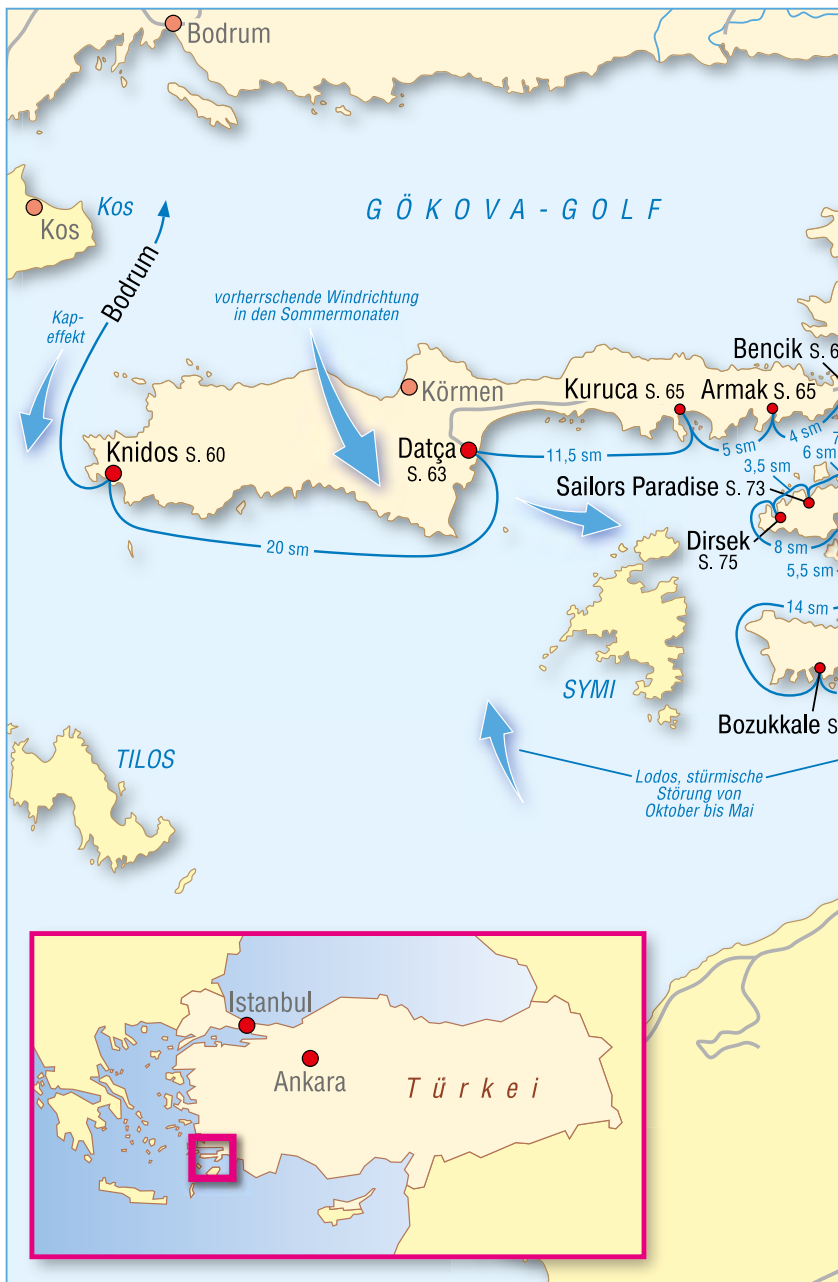 Bodrum
Kos
Kos
GÖKOVA-GOLF
Bodrum
vorherrschende Windrichtung
in den Sommermonaten
Kap-
effekt
Bencik S. 6
Körmen
Kuruca S. 65
Armak S. 65
Knidos S. 60
Datça
S. 63
11,5 sm
5 sm
4 sm
7
6 sm
3,5 sm
Sailors Paradise S. 73
Dirsek
S. 75
8 sm
5,5 sm
20 sm
14 sm
SYMI
Bozukkale S
TILOS
Lodos, stürmische
Störung von
Oktober bis Mai
Istanbul
Ankara
Türkei